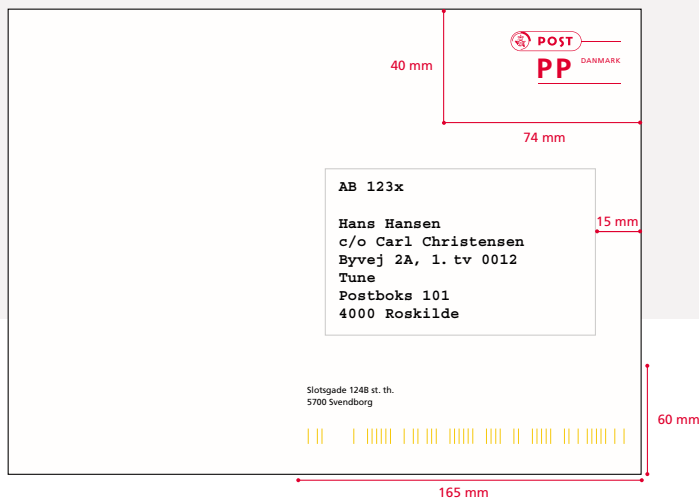 POST
PP DANMARK
40 mm
74 mm
AB 123x
15 mm
Hans Hansen
c/o Carl Christensen
Byvej 2A, 1. tv 0012
Tune
Postboks 101
4000 Roskilde
Slotsgade 124B st. th.
5700 Svendborg
60 mm
165 mm